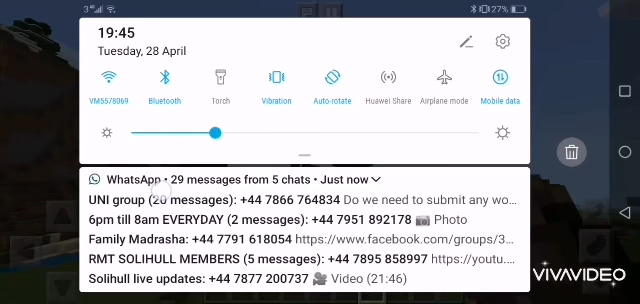 3G 27%
19:45
Tuesday, 28 April
VM5578069 Bluetooth Torch Vibration Auto-rotate Huawei Share Airplane mode Mobile data
WhatsApp • 29 messages from 5 chats • Just now
UNI group (20 messages): +44 7866 764834 Do we need to submit any wo...
6pm till 8am EVERYDAY (2 messages): +44 7951 892178 📷 Photo
Family Madrasha: +44 7791 618054 https://www.facebook.com/groups/3...
RMT SOLIHULL MEMBERS (5 messages): +44 7895 858997 https://youtu....
Solihull live updates: +44 7877 200737 🎥 Video (21:46)
VIVAVIDEO